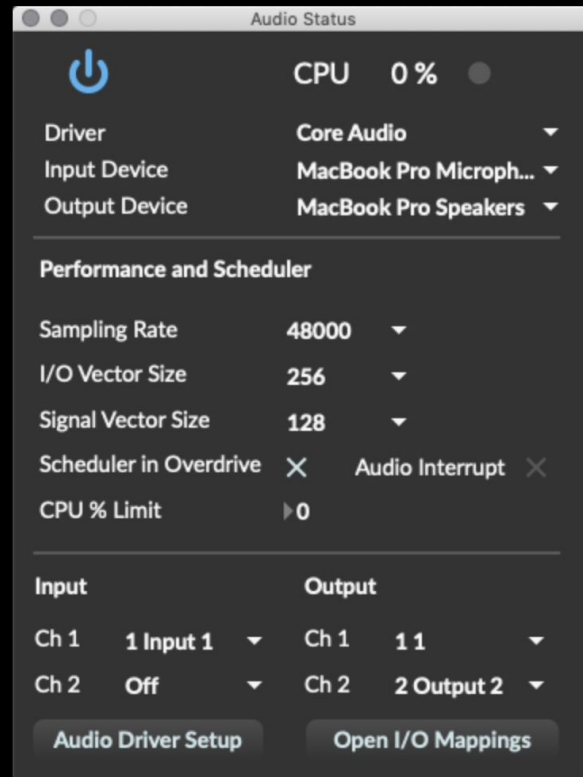 Audio Status
CPU 0 %
Driver Core Audio
Input Device MacBook Pro Microph...
Output Device MacBook Pro Speakers
Performance and Scheduler
Sampling Rate 48000
I/O Vector Size 256
Signal Vector Size 128
Scheduler in Overdrive Audio Interrupt
CPU % Limit 0
Input Output
Ch 1 1 Input 1 Ch 1 1 1
Ch 2 Off Ch 2 2 Output 2
Audio Driver Setup Open I/O Mappings